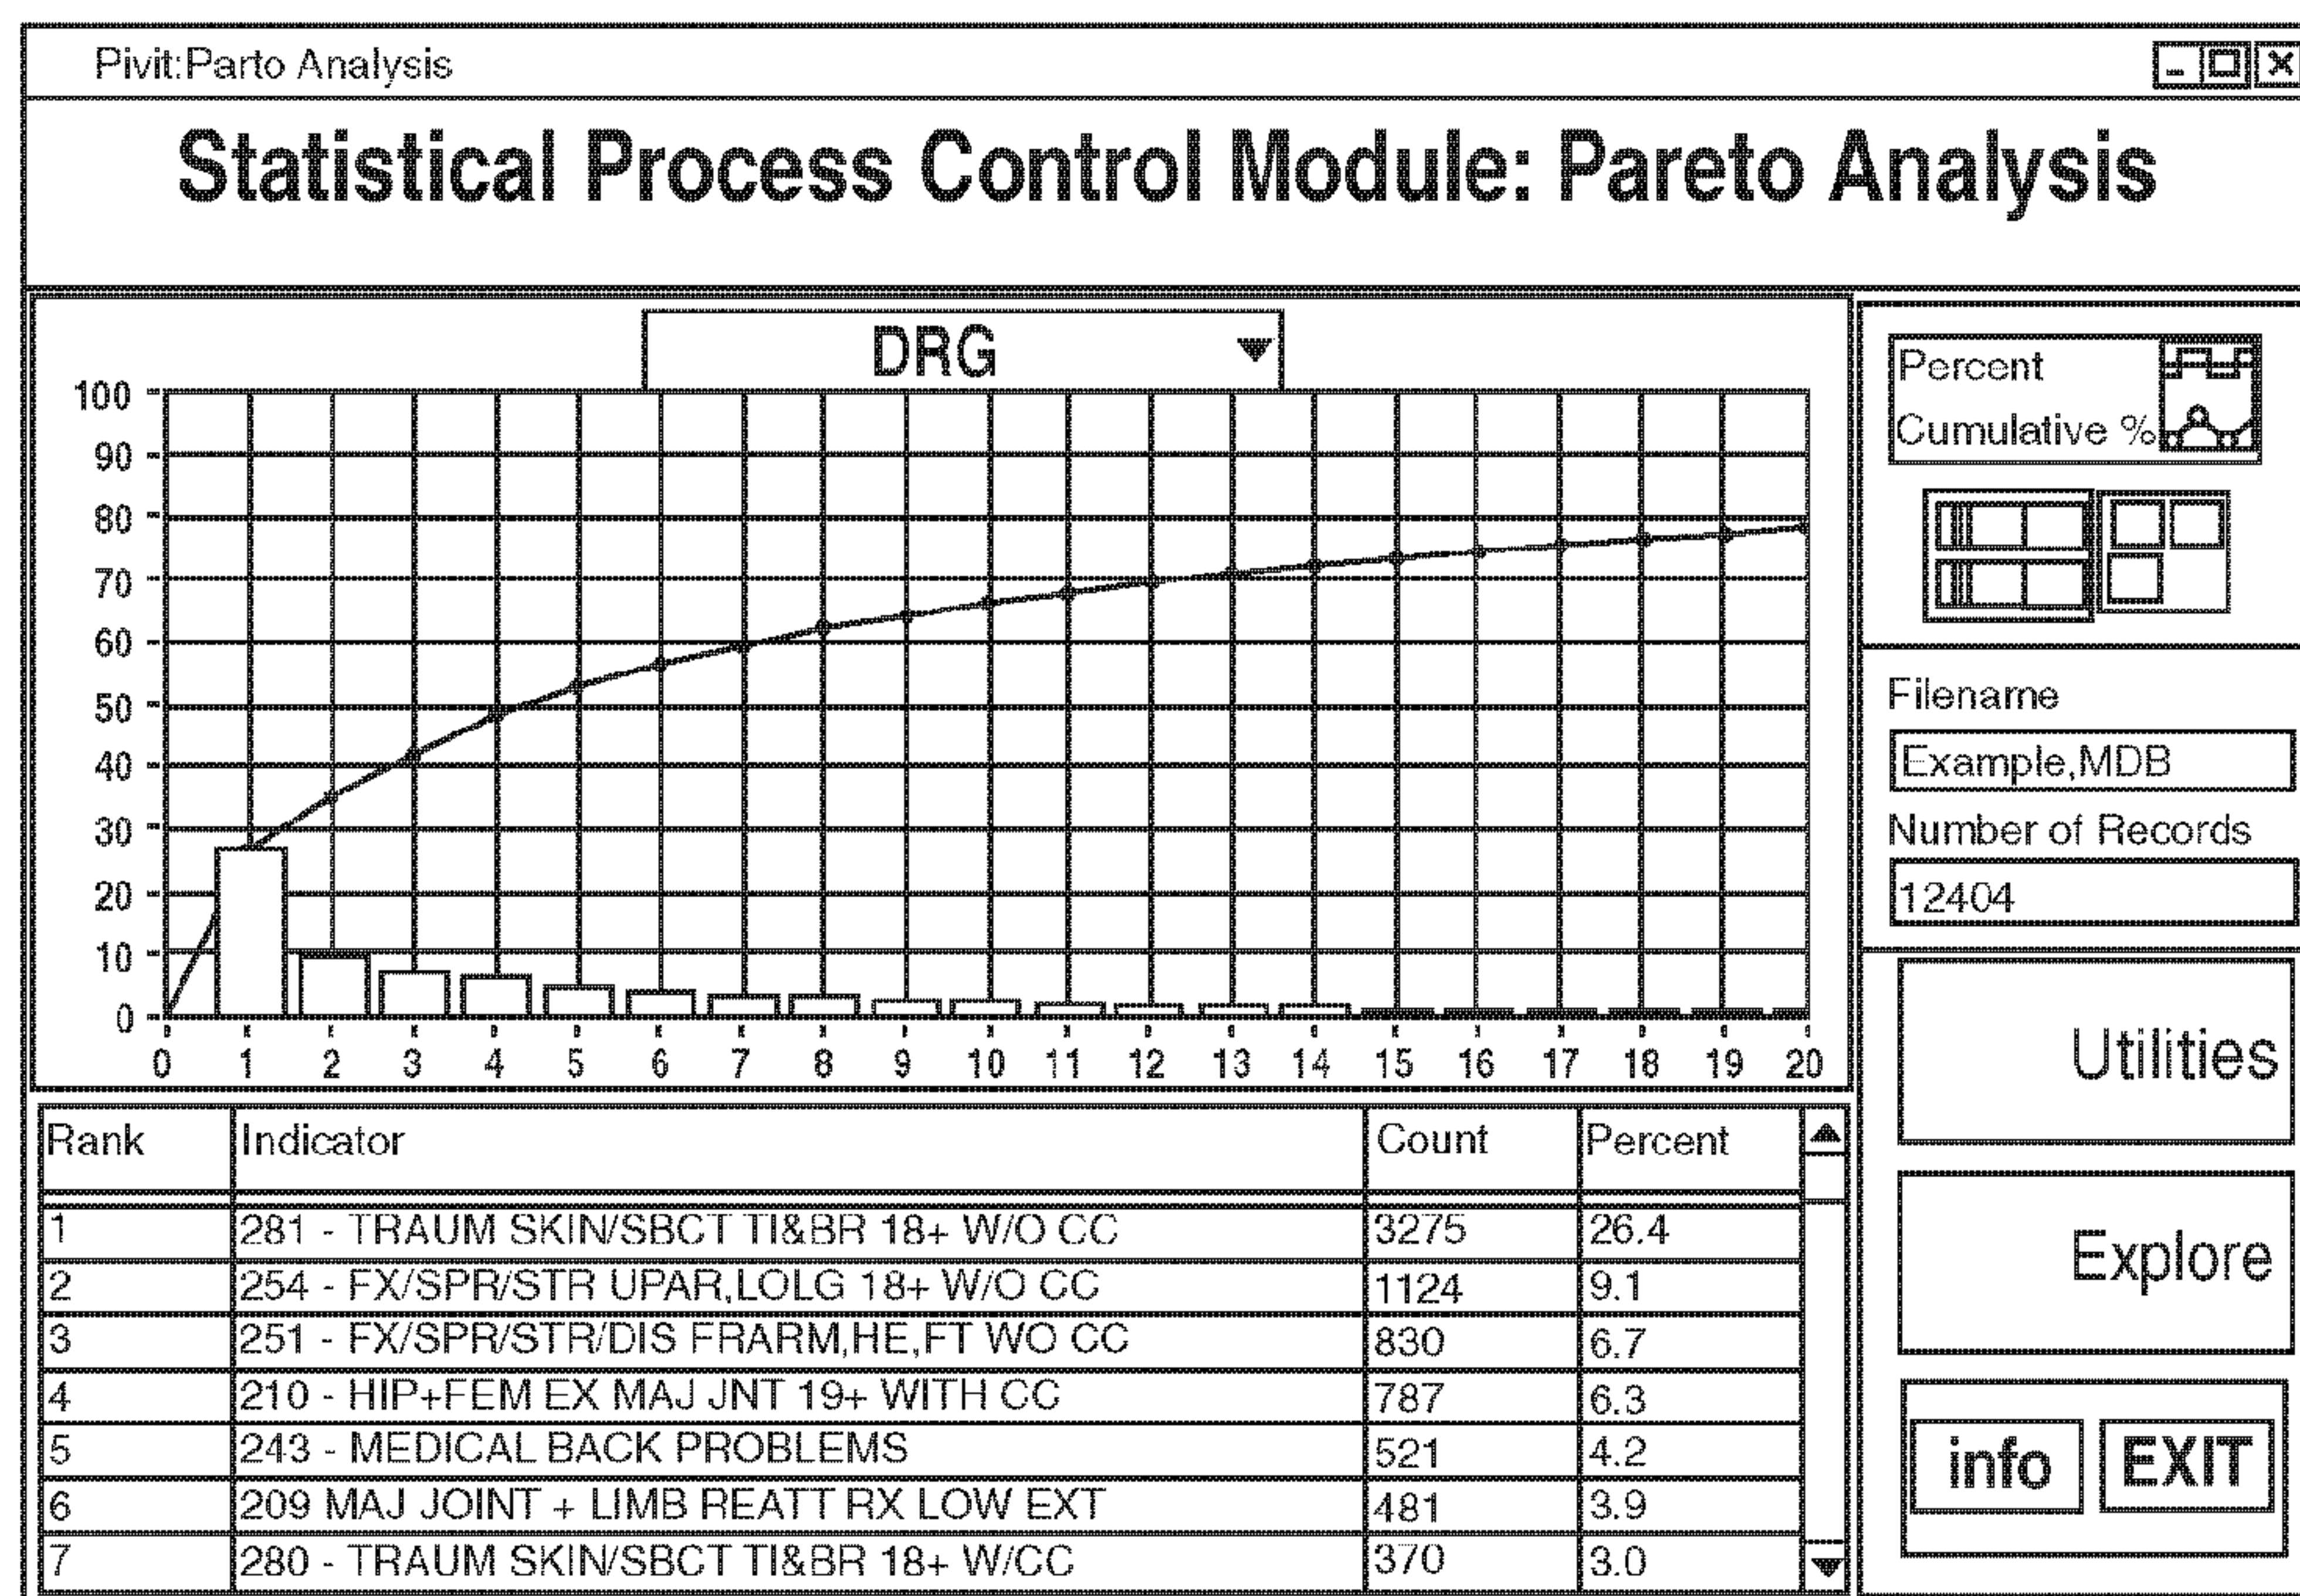 Pivit:Parto Analysis
Statistical Process Control Module: Pareto Analysis
DRG
100
90
80
70
60
50
40
30
20
10
0
0 1 2 3 4 5 6 7 8 9 10 11 12 13 14 15 16 17 18 19 20
Percent
Cumulative %
Filename
Example,MDB
Number of Records
12404
Utilities
Explore
info EXIT
Rank Indicator Count Percent
1 281 - TRAUM SKIN/SBCT TI&BR 18+ W/O CC 3275 26.4
2 254 - FX/SPR/STR UPAR,LOLG 18+ W/O CC 1124 9.1
3 251 - FX/SPR/STR/DIS FRARM,HE,FT WO CC 830 6.7
4 210 - HIP+FEM EX MAJ JNT 19+ WITH CC 787 6.3
5 243 - MEDICAL BACK PROBLEMS 521 4.2
6 209 MAJ JOINT + LIMB REATT RX LOW EXT 481 3.9
7 280 - TRAUM SKIN/SBCT TI&BR 18+ W/CC 370 3.0